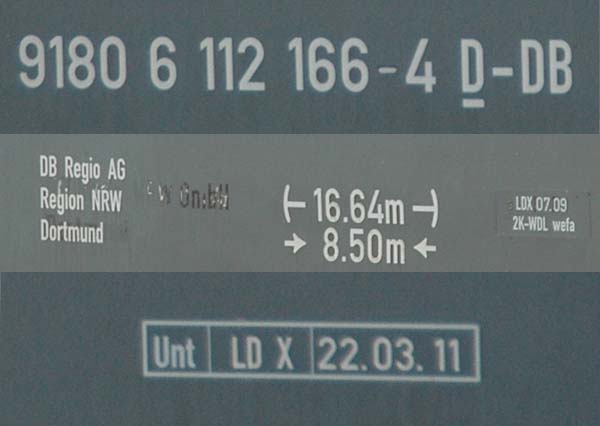 9180 6 112 166-4 D-DB
DB Regio AG
Region NRW
Dortmund
16.64m
8.50m
LDX 07.09
2K-WDL wefa
Unt LD X 22.03.11